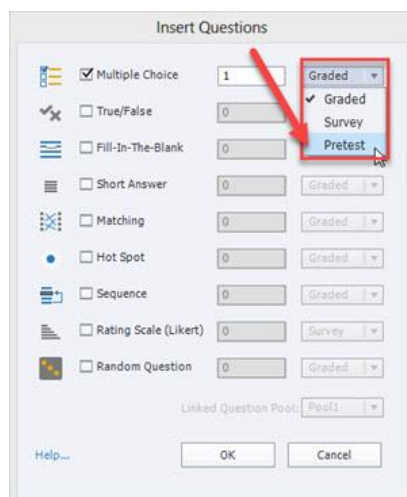 Insert Questions
Multiple Choice 1 Graded
Graded
True/False 0
Survey
Fill-In-The-Blank 0 Pretest
Short Answer 0 Graded
Matching 0 Graded
Hot Spot 0 Graded
Sequence 0 Graded
Rating Scale (Likert) 0 Survey
Random Question 0 Graded
Linked Question Pool: Pool1
Help... OK Cancel